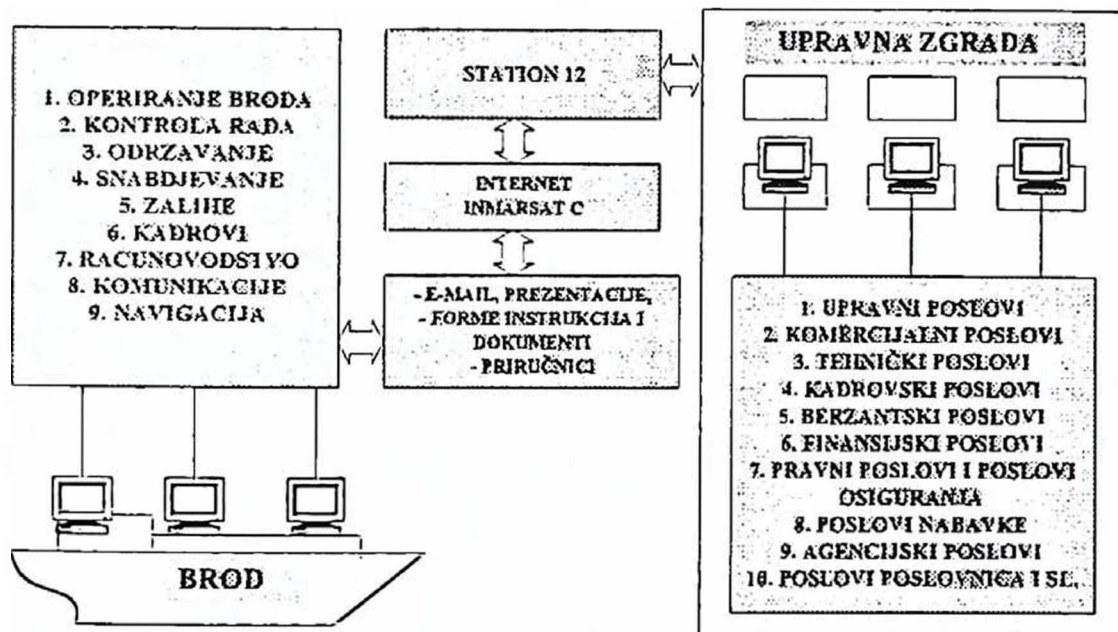 1. OPERIRANJE BRODA
2. KONTROLA RADA
3. ODRZAVANJE
4. SNABDJEVANJE
5. ZALIHE
6. KADROVI
7. RACUNOVODSTVO
8. KOMUNIKACIJE
9. NAVIGACIJA
BROD
STATION 12
INTERNET
INMARSAT C
- E-MAIL, PREZENTACIJE,
- FORME INSTRUKCIJA I
DOKUMENTI
- PRIRUČNICI
UPRAVNA ZGRADA
1. UPRAVNI POSLOVI
2. KOMERCIJALNI POSLOVI
3. TEHNIČKI POSLOVI
4. KADROVSKI POSLOVI
5. BERZANTSKI POSLOVI
6. FINANSIJSKI POSLOVI
7. PRAVNI POSLOVI I POSLOVI
OSIGURANJA
8. POSLOVI NABAVKE
9. AGENCIJSKI POSLOVI
10. POSLOVI POSLOVNICA I SL.